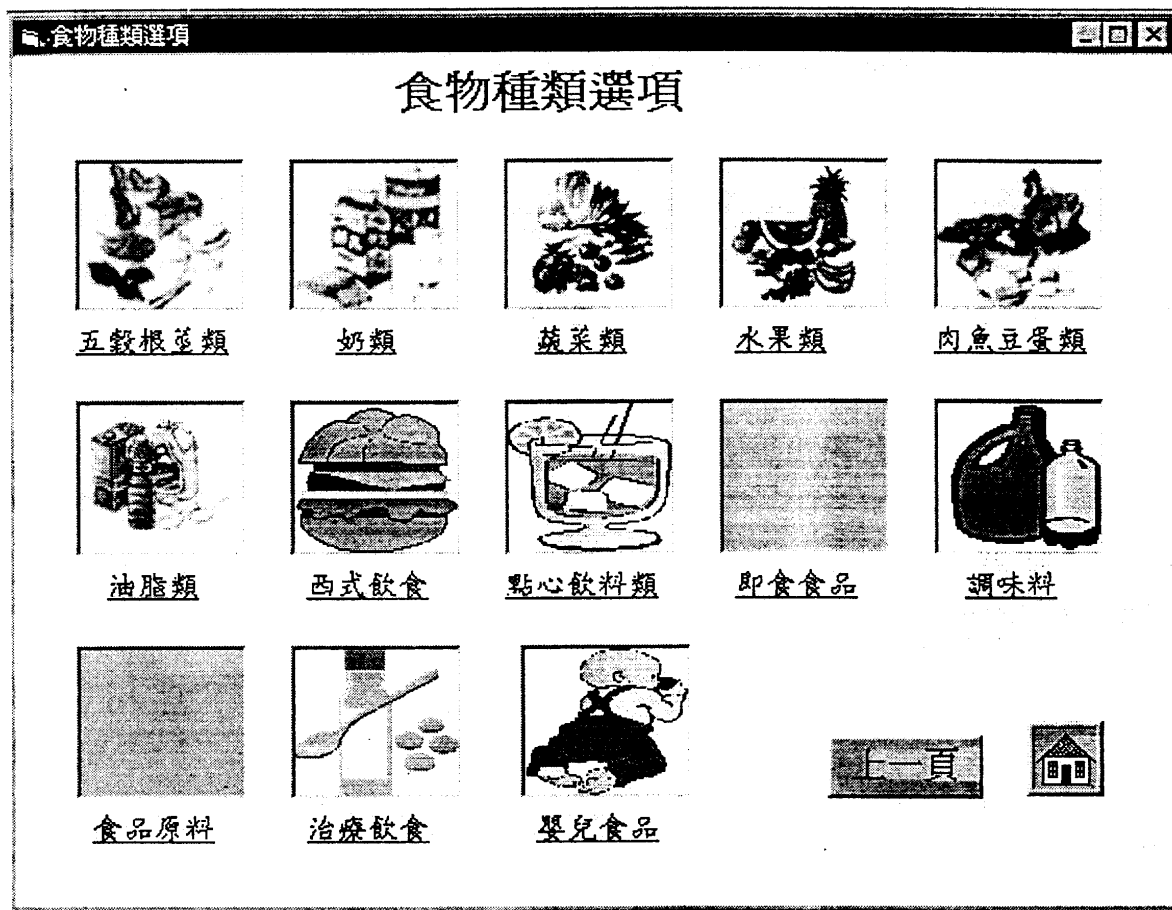 食物種類選項
食物種類選項
五穀根莖類 奶類 蔬菜類 水果類 肉魚豆蛋類
油脂類 西式飲食 點心飲料類 即食食品 調味料
食品原料 治療飲食 嬰兒食品
上一頁